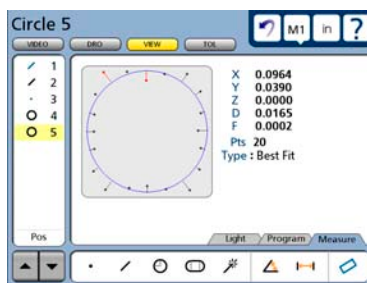 Circle 5
M1 in ?
VIDEO DRO VIEW TOL
1
2
3
4
5
X 0.0964
Y 0.0390
Z 0.0000
D 0.0165
F 0.0002
Pts 20
Type : Best Fit
Pos
Light Program Measure